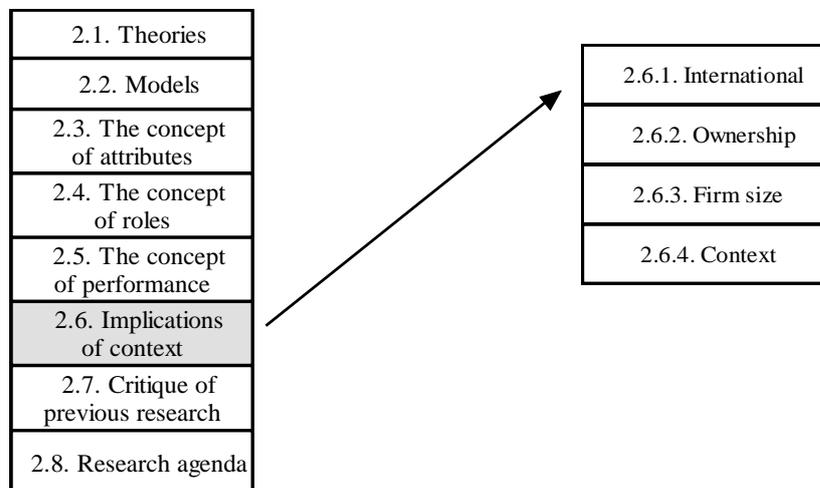 2.1. Theories
2.2. Models
2.3. The concept
of attributes
2.4. The concept
of roles
2.5. The concept
of performance
2.6. Implications
of context
2.7. Critique of
previous research
2.8. Research agenda
2.6.1. International
2.6.2. Ownership
2.6.3. Firm size
2.6.4. Context